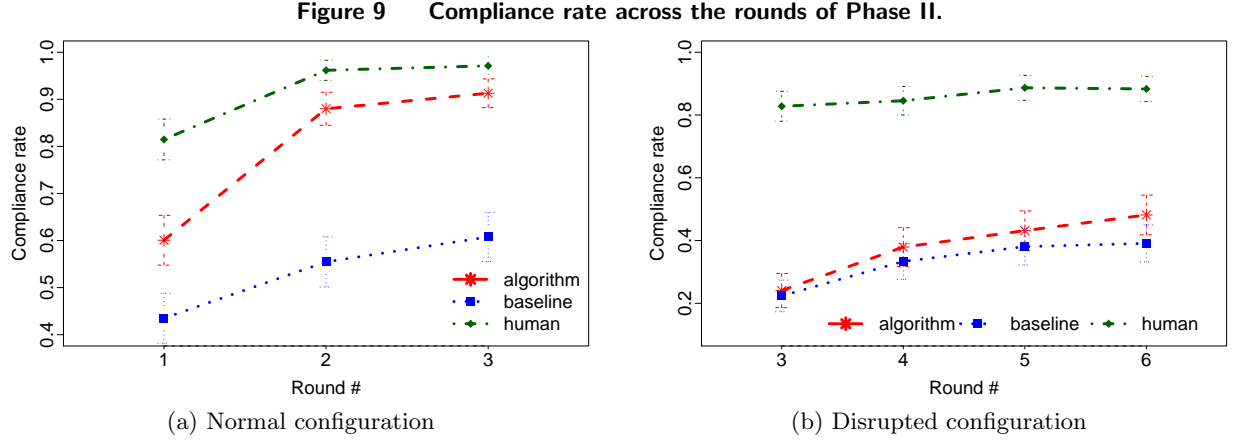 Figure 9 Compliance rate across the rounds of Phase II.
Compliance rate
1.0
0.9
0.8
0.7
0.6
0.5
0.4
1 2 3
Round #
algorithm
baseline
human
(a) Normal configuration
Compliance rate
1.0
0.8
0.6
0.4
0.2
3 4 5 6
Round #
algorithm baseline human
(b) Disrupted configuration